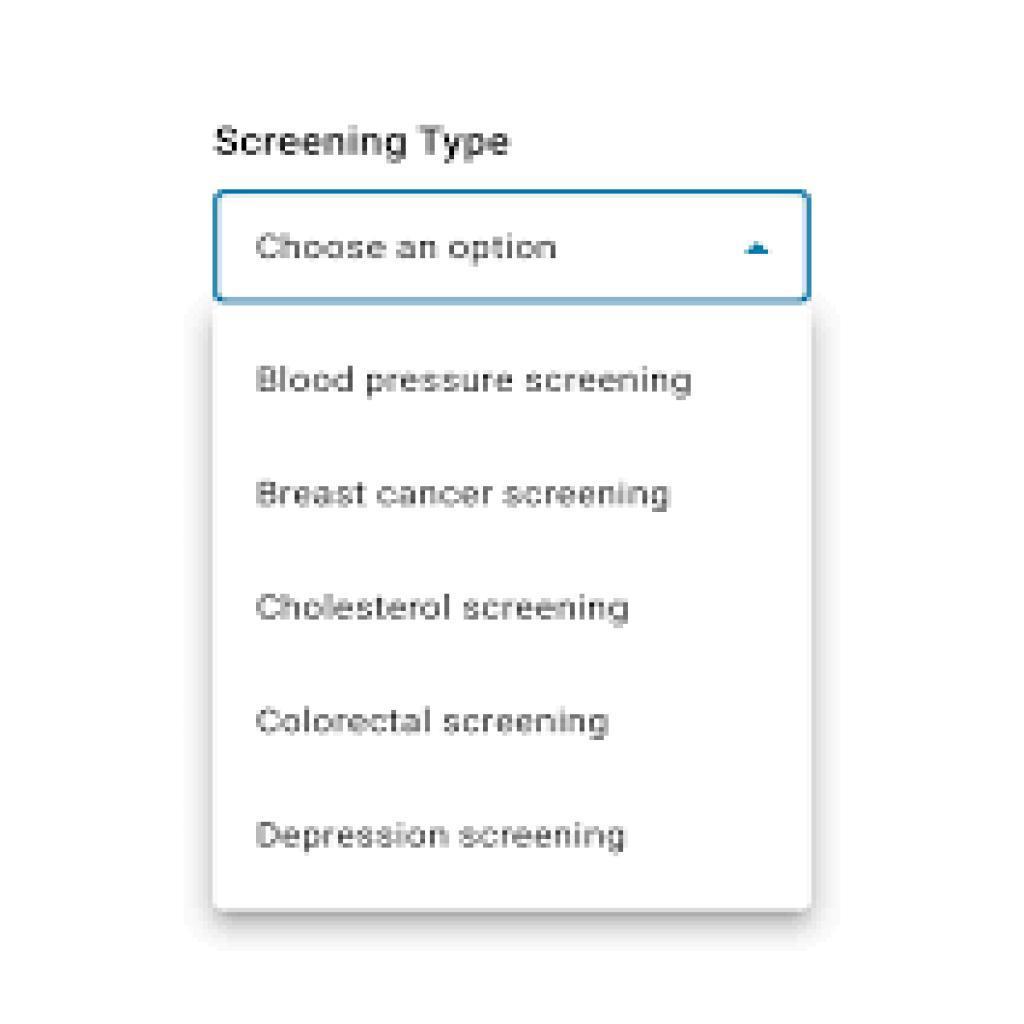 Screening Type
Choose an option
Blood pressure screening
Breast cancer screening
Cholesterol screening
Colorectal screening
Depression screening